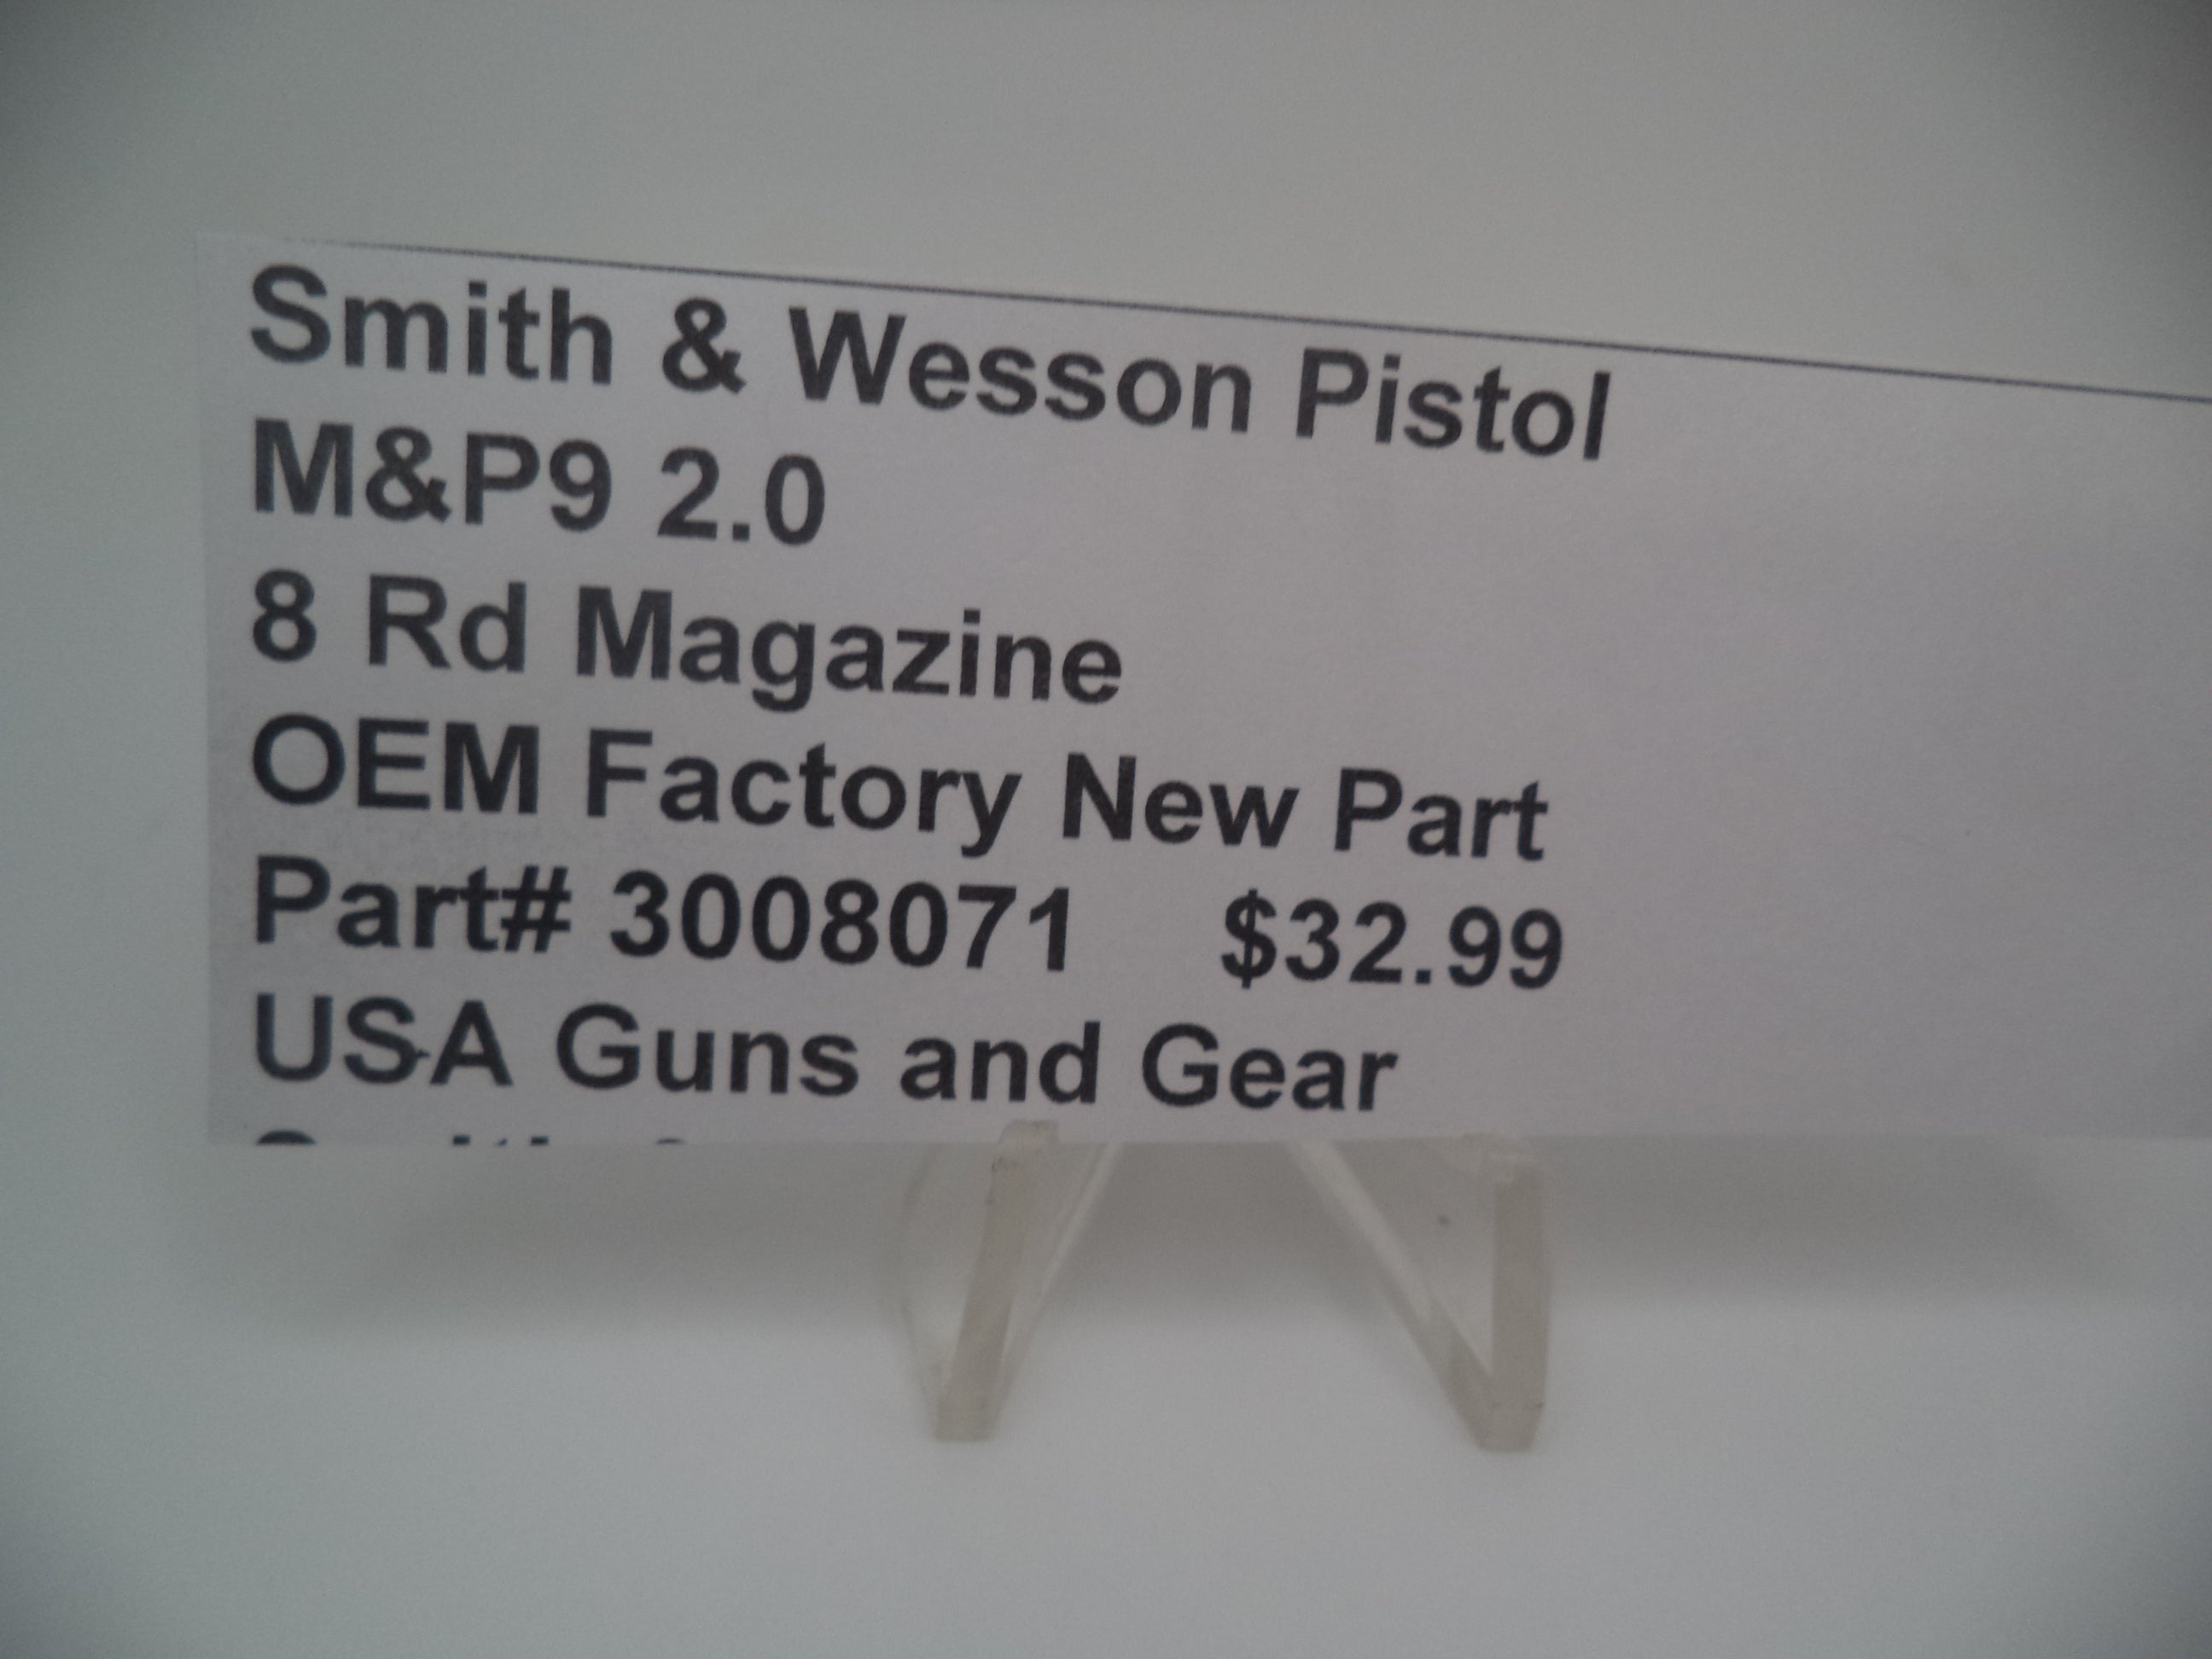 Smith & Wesson Pistol
M&P9 2.0
8 Rd Magazine
OEM Factory New Part
Part# 3008071 $32.99
USA Guns and Gear